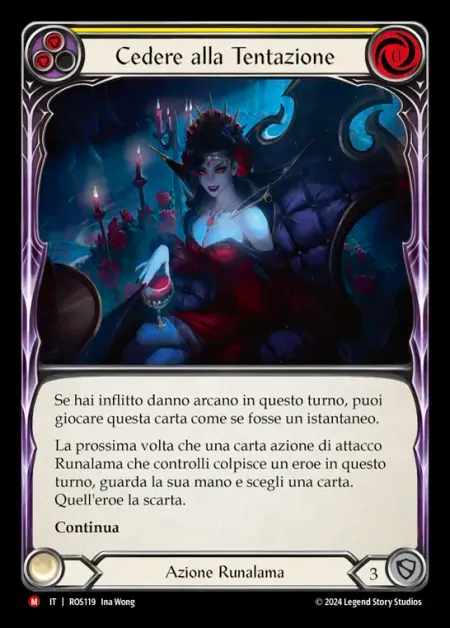 Cedere alla Tentazione
0
Se hai inflitto danno arcano in questo turno, puoi
giocare questa carta come se fosse un istantaneo.
La prossima volta che una carta azione di attacco
Runalama che controlli colpisce un eroe in questo
turno, guarda la sua mano e scegli una carta.
Quell'eroe la scarta.
Continua
Azione Runalama
3
M IT | ROS119 Ina Wong
© 2024 Legend Story Studios